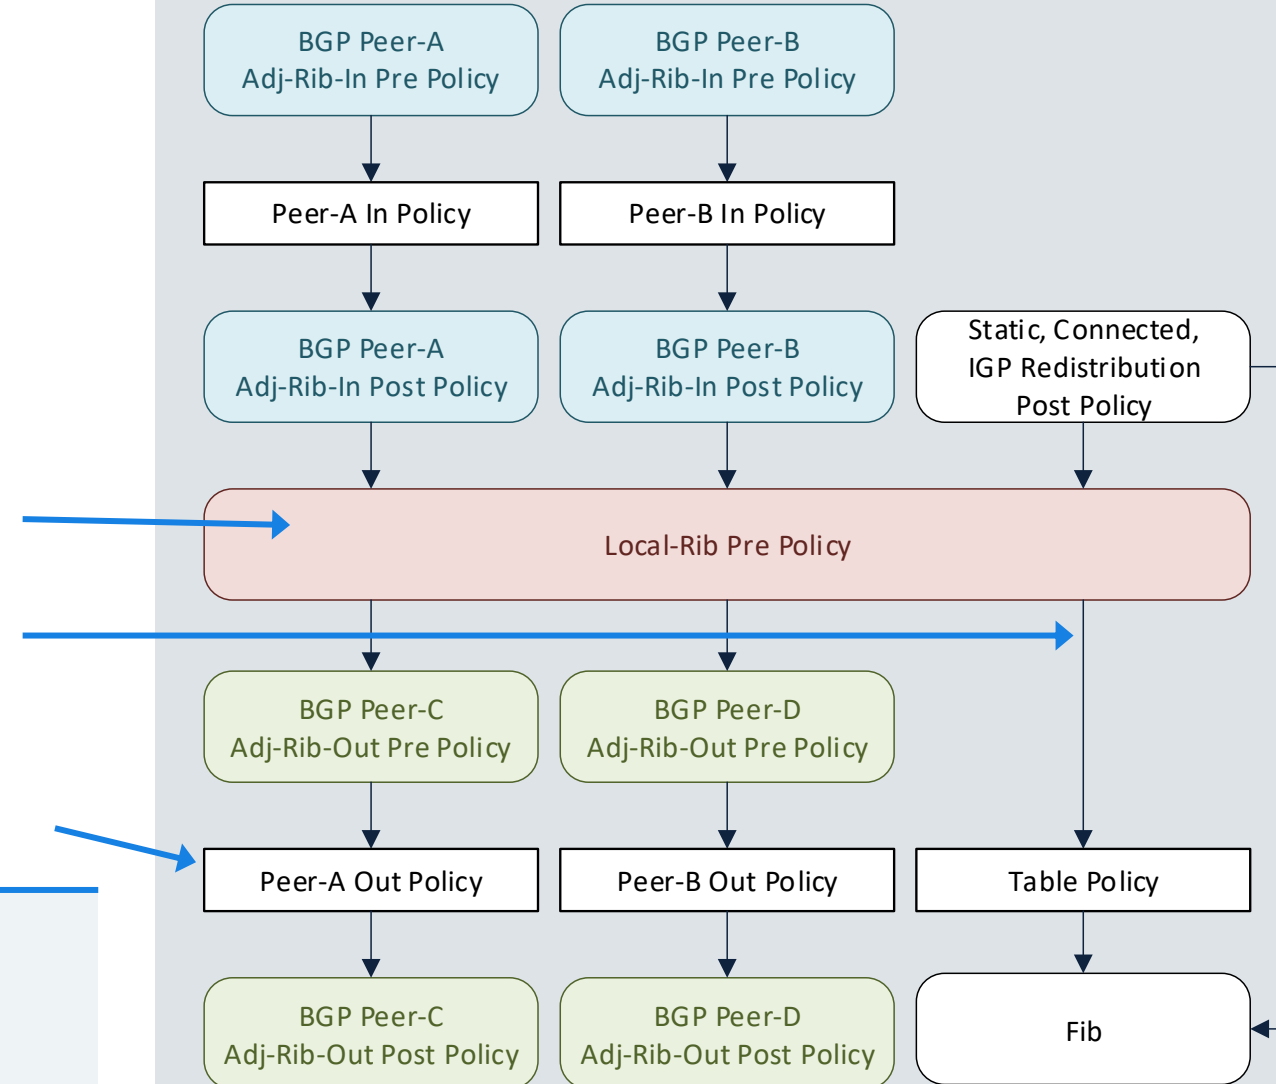 BGP Peer-A
Adj-Rib-In Pre Policy
BGP Peer-B
Adj-Rib-In Pre Policy
Peer-A In Policy
Peer-B In Policy
BGP Peer-A
Adj-Rib-In Post Policy
BGP Peer-B
Adj-Rib-In Post Policy
Static, Connected,
IGP Redistribution
Post Policy
Local-Rib Pre Policy
BGP Peer-C
Adj-Rib-Out Pre Policy
BGP Peer-D
Adj-Rib-Out Pre Policy
Peer-A Out Policy
Peer-B Out Policy
Table Policy
BGP Peer-C
Adj-Rib-Out Post Policy
BGP Peer-D
Adj-Rib-Out Post Policy
Fib